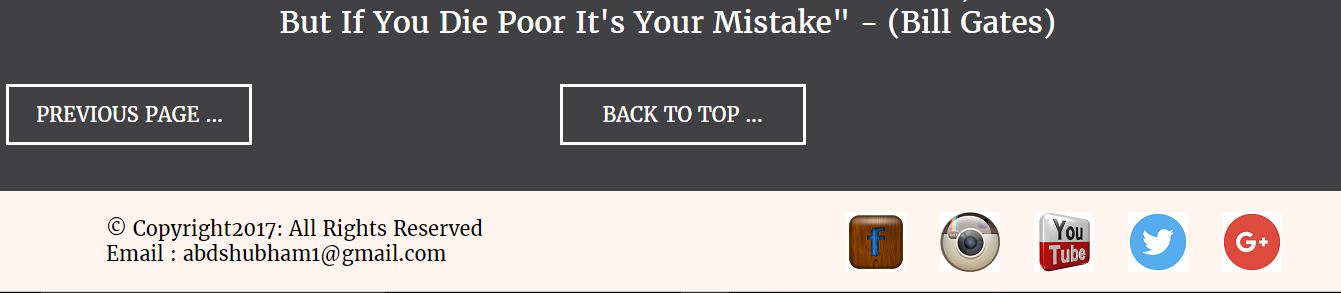 But If You Die Poor It's Your Mistake" - (Bill Gates)
PREVIOUS PAGE ...
BACK TO TOP ...
© Copyright2017: All Rights Reserved
Email : abdshubham1@gmail.com
f
You
Tube
G+